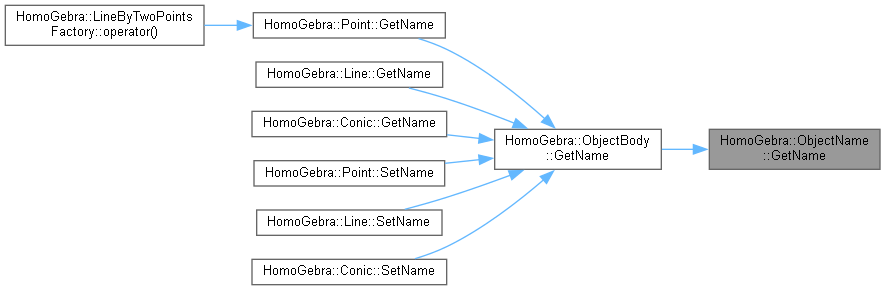 HomoGebra::LineByTwoPoints
Factory::operator()
HomoGebra::Point::GetName
HomoGebra::Line::GetName
HomoGebra::Conic::GetName
HomoGebra::Point::SetName
HomoGebra::Line::SetName
HomoGebra::Conic::SetName
HomoGebra::ObjectBody
::GetName
HomoGebra::ObjectName
::GetName